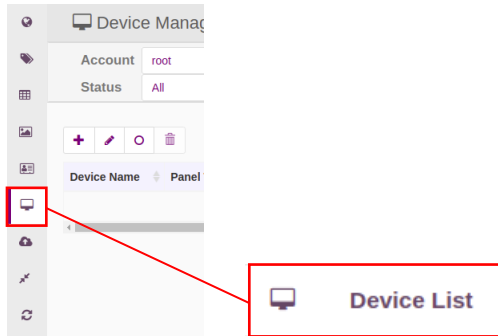 Device Manag
Account root
Status All
Device Name Panel
Device List